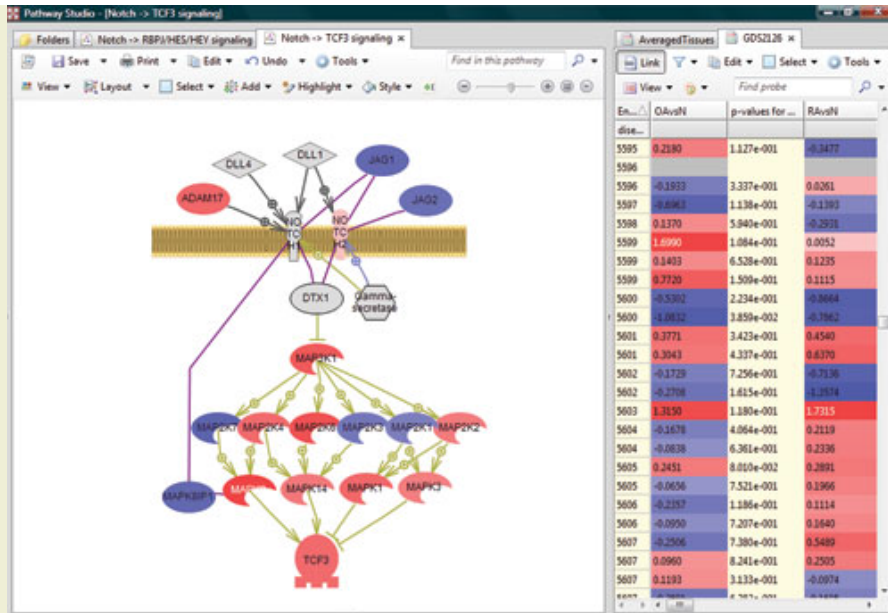 Pathway Studio - [Notch -> TCF3 signaling]
Folders Notch -> RBPJ/HES/HEY signaling Notch -> TCF3 signaling ×
Save Print Edit Undo Tools Find in this pathway
View Layout Select Add Highlight Style
DLL4 DLL1 JAG1
ADAM17 JAG2
NO TC H1 NO TC H2
DTX1 Gamma-secretase
MAP3K1
MAP2K7 MAP2K4 MAP2K6 MAP2K3 MAP2K1 MAP2K2
MAPK8IP1 MAPK14 MAPK1 MAPK3
TCF3
AveragedTissues GDS2126 ×
Link Edit Select Tools
View Find probe
En... OAvsN p-values for ... RAvsN
dise...
5595 0.2180 1.127e-001 -0.3477
5596
5596 -0.1933 3.337e-001 0.0261
5597 -0.6963 1.138e-001 -0.1393
5598 0.1370 5.940e-001 -0.2931
5599 1.6990 1.084e-001 0.0052
5599 0.1403 6.528e-001 0.1235
5599 0.7720 1.509e-001 0.1115
5600 -0.5302 2.234e-001 -0.8664
5600 -1.0832 3.859e-002 -0.7862
5601 0.3771 3.423e-001 0.4540
5601 0.3043 4.337e-001 0.6370
5602 -0.1729 7.256e-001 -0.7136
5602 -0.2708 1.615e-001 -1.3574
5603 1.3150 1.180e-001 1.7315
5604 -0.1678 4.064e-001 0.2119
5604 -0.0838 6.361e-001 0.2336
5605 0.2451 8.010e-002 0.2891
5605 -0.0656 7.521e-001 0.1966
5606 -0.2357 1.186e-001 0.1114
5606 -0.0950 7.207e-001 0.1640
5607 -0.2506 7.380e-001 0.5489
5607 0.0960 8.241e-001 0.2505
5607 0.1193 3.133e-001 -0.0974